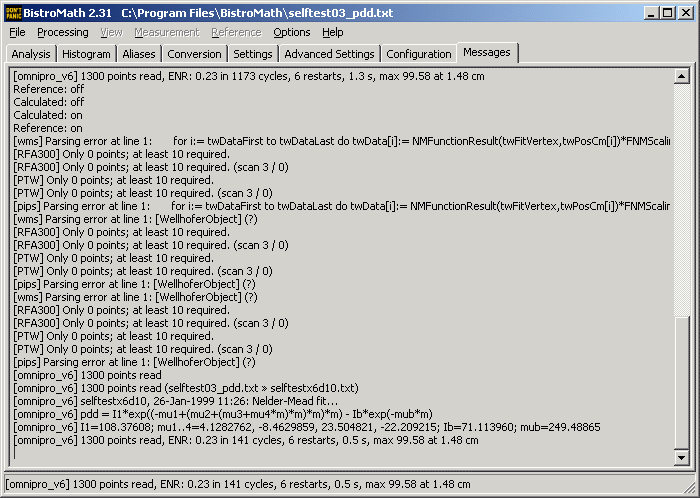 DON'T PANIC
BistroMath 2.31 C:\Program Files\BistroMath\selftest03_pdd.txt
File Processing View Measurement Reference Options Help
Analysis Histogram Aliases Conversion Settings Advanced Settings Configuration Messages
[omnipro_v6] 1300 points read, ENR: 0.23 in 1173 cycles, 6 restarts, 1.3 s, max 99.58 at 1.48 cm
Reference: off
Calculated: off
Calculated: on
Reference: on
[wms] Parsing error at line 1: for i:= twDataFirst to twDataLast do twData[i]:= NMFunctionResult(twFitVertex,twPosCm[i])*FNMScalin
[RFA300] Only 0 points; at least 10 required.
[RFA300] Only 0 points; at least 10 required. (scan 3 / 0)
[PTW] Only 0 points; at least 10 required.
[PTW] Only 0 points; at least 10 required. (scan 3 / 0)
[pips] Parsing error at line 1: for i:= twDataFirst to twDataLast do twData[i]:= NMFunctionResult(twFitVertex,twPosCm[i])*FNMScalin
[wms] Parsing error at line 1: [WellhoferObject] (?)
[RFA300] Only 0 points; at least 10 required.
[RFA300] Only 0 points; at least 10 required. (scan 3 / 0)
[PTW] Only 0 points; at least 10 required.
[PTW] Only 0 points; at least 10 required. (scan 3 / 0)
[pips] Parsing error at line 1: [WellhoferObject] (?)
[wms] Parsing error at line 1: [WellhoferObject] (?)
[RFA300] Only 0 points; at least 10 required.
[RFA300] Only 0 points; at least 10 required. (scan 3 / 0)
[PTW] Only 0 points; at least 10 required.
[PTW] Only 0 points; at least 10 required. (scan 3 / 0)
[pips] Parsing error at line 1: [WellhoferObject] (?)
[omnipro_v6] 1300 points read
[omnipro_v6] 1300 points read (selftest03_pdd.txt » selftestx6d10.txt)
[omnipro_v6] selftestx6d10, 26-Jan-1999 11:26: Nelder-Mead fit...
[omnipro_v6] pdd = I1*exp((-mu1+(mu2+(mu3+mu4*m)*m)*m)*m) - Ib*exp(-mub*m)
[omnipro_v6] I1=108.37608; mu1..4=4.1282762, -8.4629859, 23.504821, -22.209215; Ib=71.113960; mub=249.48865
[omnipro_v6] 1300 points read, ENR: 0.23 in 141 cycles, 6 restarts, 0.5 s, max 99.58 at 1.48 cm
[omnipro_v6] 1300 points read, ENR: 0.23 in 141 cycles, 6 restarts, 0.5 s, max 99.58 at 1.48 cm